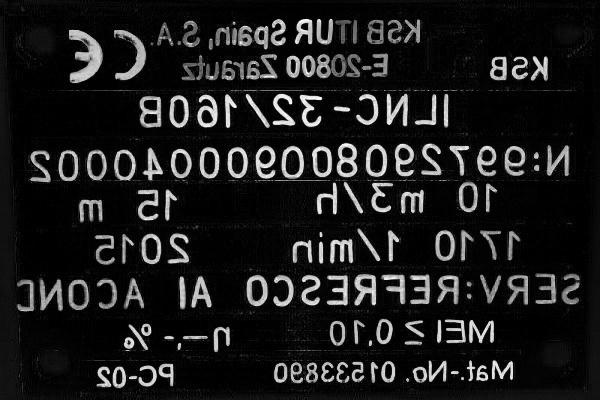 KSB ITUR Spain, S.A.
KSB E-20800 Zarautz CE
ILNC-32/160B
N:9972908009000040002
10 m3/h 15 m
1710 1/min 2015
SERV:REFRESCO AI ACOND
MEI ≥ 0,10 η—,- %
Mat.-No. 01533890 PC-02